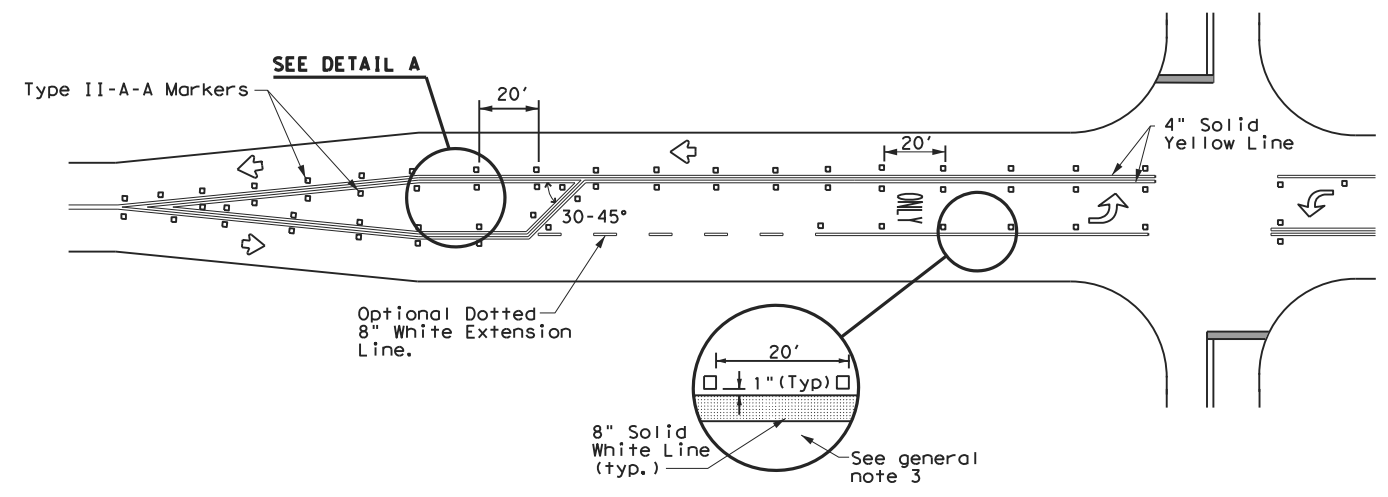 SEE DETAIL A
Type II-A-A Markers
20'
20'
4" Solid
Yellow Line
ONLY
30-45°
Optional Dotted
8" White Extension
Line.
20'
1"(Typ)
8" Solid
White Line
(typ.)
See general
note 3